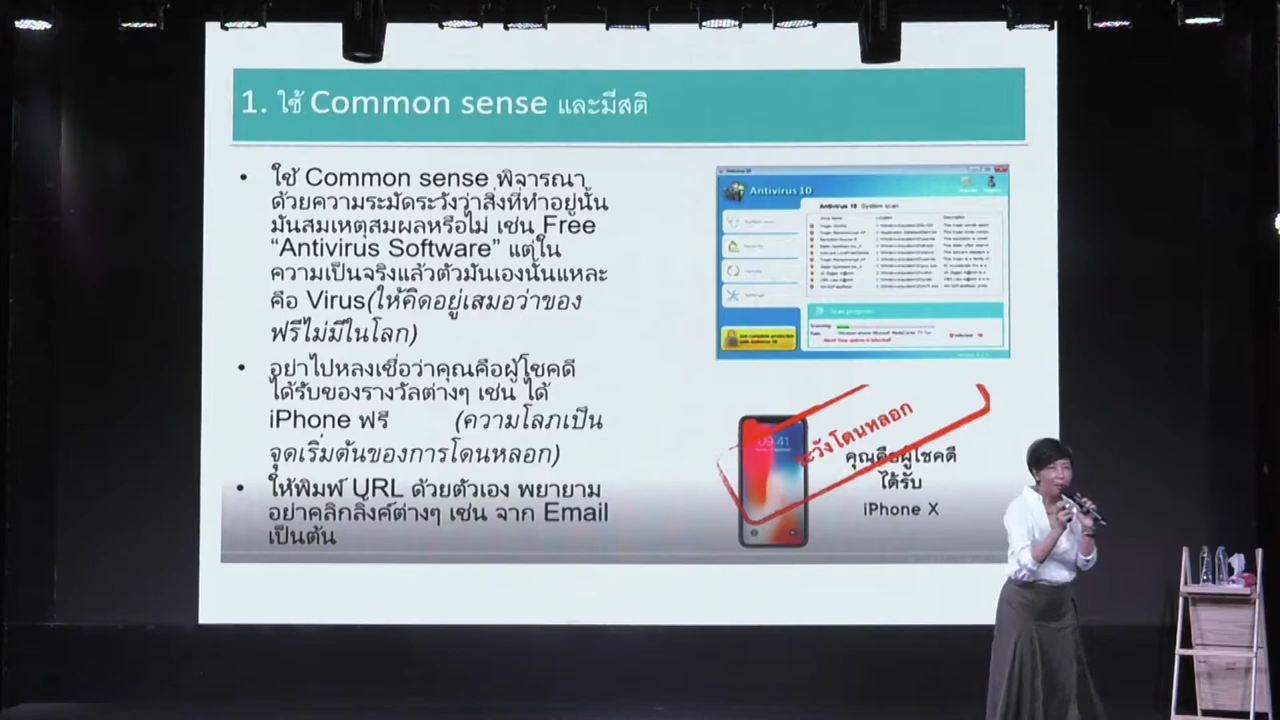 1. ใช้ Common sense และมีสติ
• ใช้ Common sense พิจารณา
ด้วยความระมัดระวังว่าสิ่งที่ทำอยู่นั้น
มันสมเหตุสมผลหรือไม่ เช่น Free
“Antivirus Software” แต่ใน
ความเป็นจริงแล้วตัวมันเองนั้นแหละ
คือ Virus(ให้คิดอยู่เสมอว่าของ
ฟรีไม่มีในโลก)
• อย่าไปหลงเชื่อว่าคุณคือผู้โชคดี
ได้รับของรางวัลต่างๆ เช่น ได้
iPhone ฟรี (ความโลภเป็น
จุดเริ่มต้นของการโดนหลอก)
• ให้พิมพ์ URL ด้วยตัวเอง พยายาม
อย่าคลิกลิ้งค์ต่างๆ เช่น จาก Email
เป็นต้น
Antivirus 10
Antivirus 10 System scan
Scan progress
Get complete protection
with Antivirus 10
09:41
ระวังโดนหลอก
คุณคือผู้โชคดี
ได้รับ
iPhone X